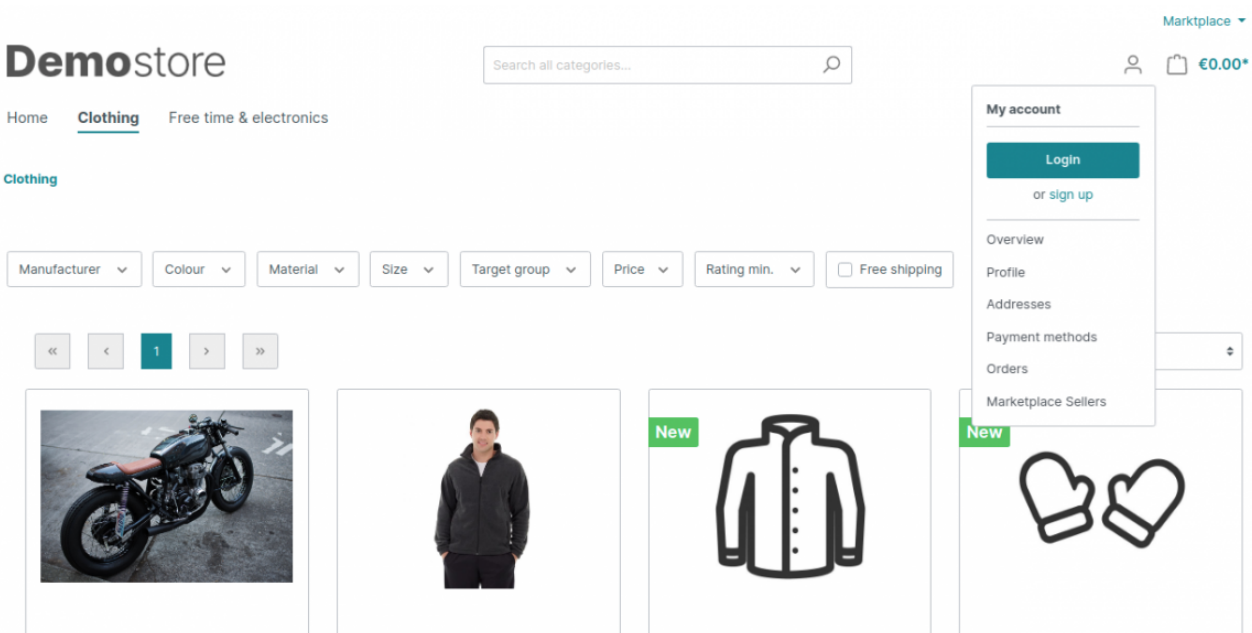 Marktplace
Demostore
Search all categories...
€0.00*
Home Clothing Free time & electronics
My account
Login
or sign up
Clothing
Overview
Manufacturer Colour Material Size Target group Price Rating min. Free shipping
Profile
Addresses
Payment methods
« ‹ 1 › »
Orders
Marketplace Sellers
New
New